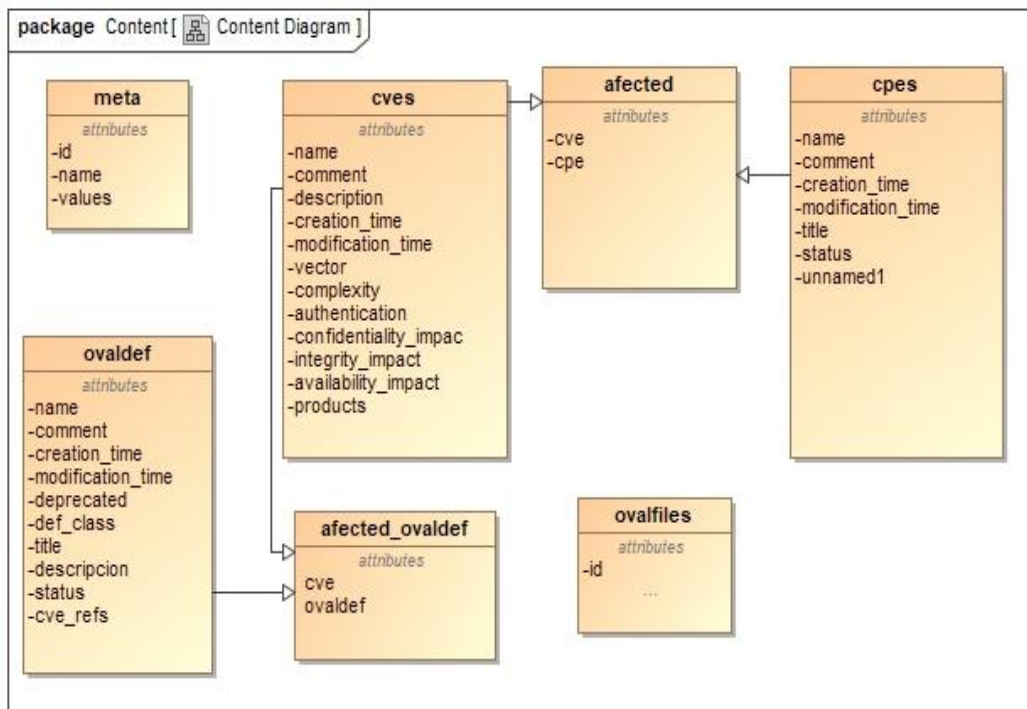 package Content [ Content Diagram ]
meta
attributes
-id
-name
-values
cves
attributes
-name
-comment
-description
-creation_time
-modification_time
-vector
-complexity
-authentication
-confidentiality_impac
-integrity_impact
-availability_impact
-products
afected
attributes
-cve
-cpe
cpes
attributes
-name
-comment
-creation_time
-modification_time
-title
-status
-unnamed1
ovaldef
attributes
-name
-comment
-creation_time
-modification_time
-deprecated
-def_class
-title
-descripcion
-status
-cve_refs
afected_ovaldef
attributes
cve
ovaldef
ovalfiles
attributes
-id
...